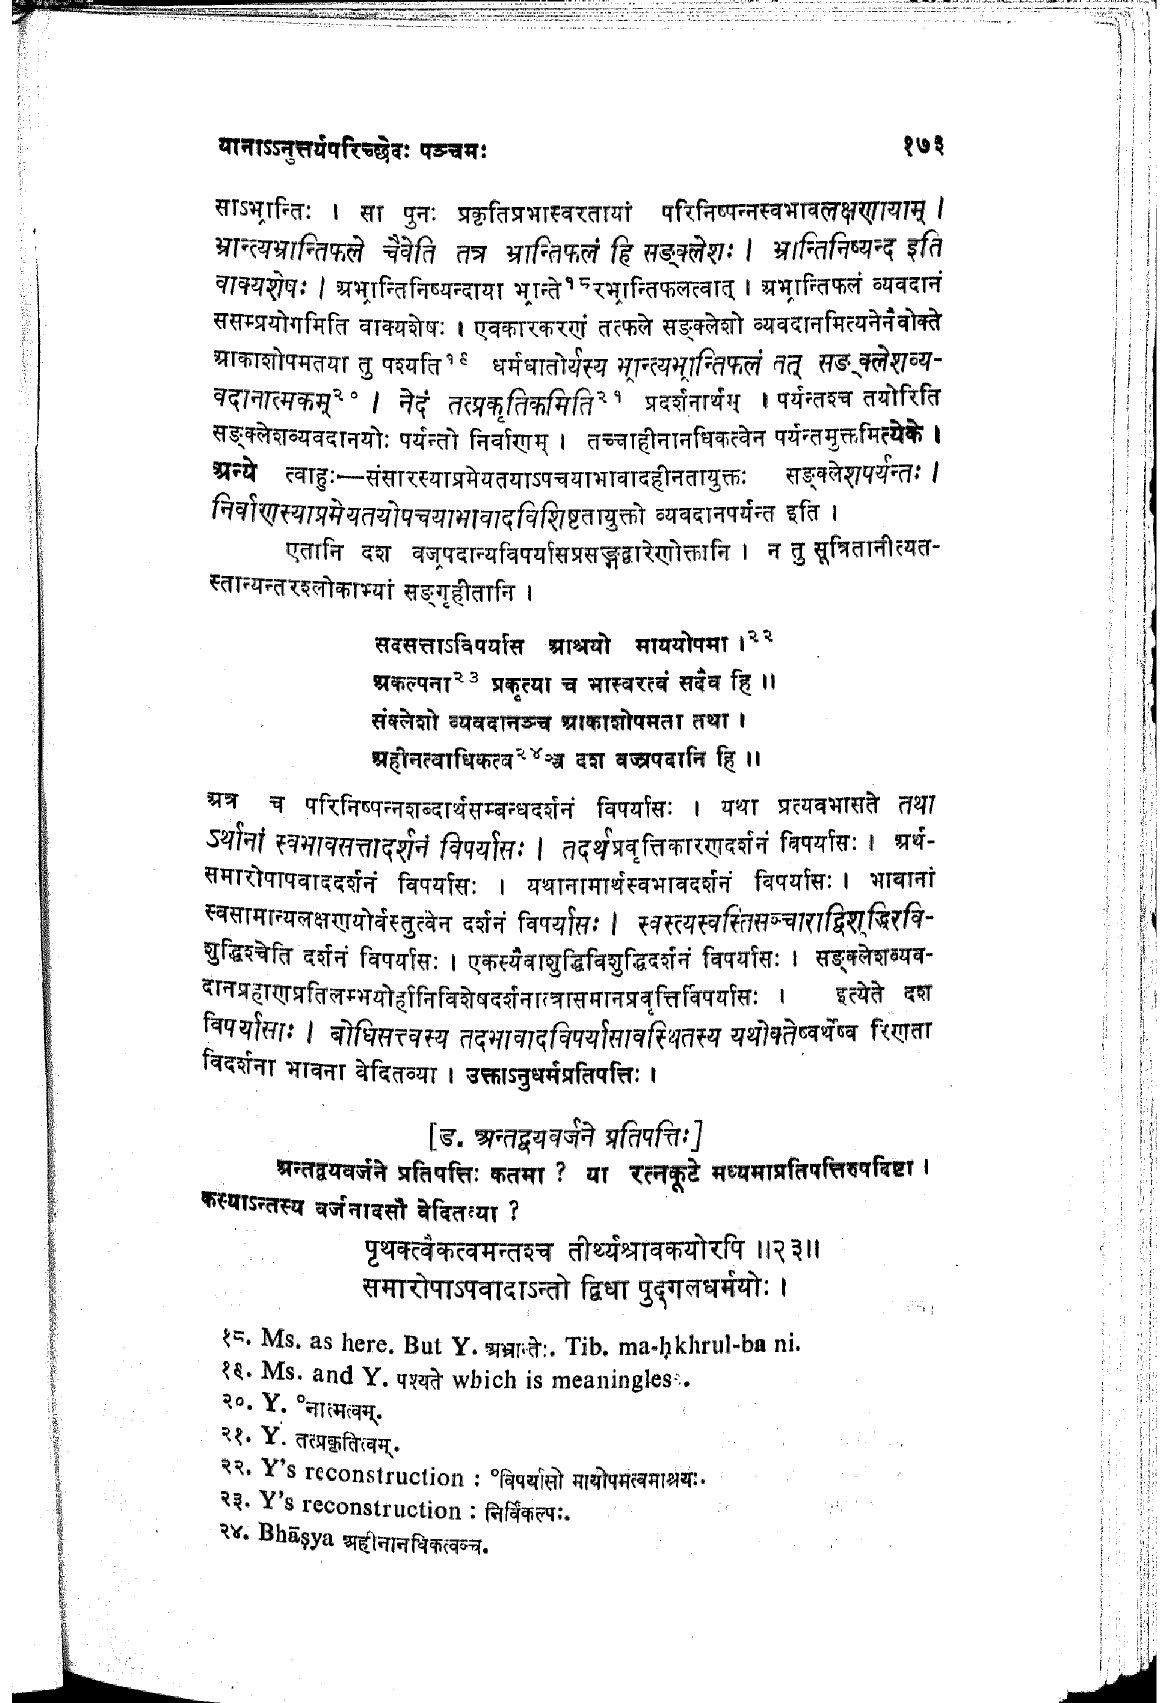 यानाऽऽनुत्तर्यपरिच्छेदः पञ्चमः १७३
साऽभ्रान्तिः । सा पुनः प्रकृतिप्रभास्वरतायां परिनिष्पन्नस्वभावलक्षणायाम् ।
भ्रान्त्यभ्रान्तिफले चैवेति तत्र भ्रान्तिफलं हि सङ्क्लेशः । भ्रान्तिनिष्यन्द इति
वाक्यशेषः । अभ्रान्तिनिष्यन्दाया भ्रान्ते१८रभ्रान्तिफलत्वात् । अभ्रान्तिफलं व्यवदानं
ससम्प्रयोगमिति वाक्यशेषः । एवकारकरणं तत्फले सङ्क्लेशो व्यवदानमित्यनेनैवोक्ते
आकाशोपमतया तु पश्यति१९ धर्मधातोर्यस्य भ्रान्त्यभ्रान्तिफलं तत् सङ्क्लेशव्य-
वदानात्मकम्२० । नेदं तत्प्रकृतिकमिति२१ प्रदर्शनार्थम् । पर्यन्तश्च तयोरिति
सङ्क्लेशव्यवदानयोः पर्यन्तो निर्वाणम् । तच्चाहीनानधिकत्वेन पर्यन्तमुक्तमित्येके ।
अन्ये त्वाहुः—संसारस्याप्रमेयतयाऽपचयाभावादहीनतायुक्तः सङ्क्लेशपर्यन्तः ।
निर्वाणस्याप्रमेयतयोपचयाभावादविशिष्टतायुक्तो व्यवदानपर्यन्त इति ।
एतानि दश वज्रपदान्यविपर्यासप्रसङ्गद्वारेणोक्तानि । न तु सूत्रितानीत्यत-
स्तान्यन्तरश्लोकाभ्यां सङ्गृहीतानि ।
सदसत्ताऽविपर्यास आश्रयो माययोपमा ।२२
अकल्पना२३ प्रकृत्या च भास्वरत्वं सदैव हि ॥
संक्लेशो व्यवदानञ्च आकाशोपमता तथा ।
अहीनत्वाधिकत्व२४ञ्च दश वज्रपदानि हि ॥
अत्र च परिनिष्पन्नशब्दार्थसम्बन्धदर्शनं विपर्यासः । यथा प्रत्यवभासते तथा
ऽर्थानां स्वभावसत्तादर्शनं विपर्यासः । तदर्थप्रवृत्तिकारणदर्शनं विपर्यासः । अर्थ-
समारोपापवाददर्शनं विपर्यासः । यथानामार्थस्वभावदर्शनं विपर्यासः । भावानां
स्वसामान्यलक्षणयोर्वस्तुत्वेन दर्शनं विपर्यासः । स्वस्त्यस्वस्तिसञ्चाराद्विशुद्धिरवि-
शुद्धिश्चेति दर्शनं विपर्यासः । एकस्यैवाशुद्धिविशुद्धिदर्शनं विपर्यासः । सङ्क्लेशव्यव-
दानप्रहाणप्रतिलम्भयोर्हानिविशेषदर्शनात्त्रासमानप्रवृत्तिर्विपर्यासः । इत्येते दश
विपर्यासाः । बोधिसत्त्वस्य तदभावादविपर्यासावस्थितस्य यथोक्तेष्वर्थेष्व रिणता
विदर्शना भावना वेदितव्या । उक्ताऽनुधर्मप्रतिपत्तिः ।
[ड. अन्तद्वयवर्जने प्रतिपत्तिः]
अन्तद्वयवर्जने प्रतिपत्तिः कतमा ? या रत्नकूटे मध्यमाप्रतिपत्तिरुपदिष्टा ।
कस्याऽन्तस्य वर्जनादसौ वेदितव्या ?
पृथक्त्वैकत्वमन्तश्च तीर्थ्यश्रावकयोरपि ॥२३॥
समारोपाऽपवादाऽन्तो द्विधा पुद्गलधर्मयोः ।
१८. Ms. as here. But Y. अभ्रान्तेः. Tib. ma-ḥkhrul-ba ni.
१९. Ms. and Y. पश्यते which is meaningless.
२०. Y. °नात्मत्वम्.
२१. Y. तत्प्रकृतित्वम्.
२२. Y's reconstruction : °विपर्यासो मायोपमत्वमाश्रयः.
२३. Y's reconstruction : निर्विकल्पः.
२४. Bhāṣya अहीनानधिकत्वञ्च.